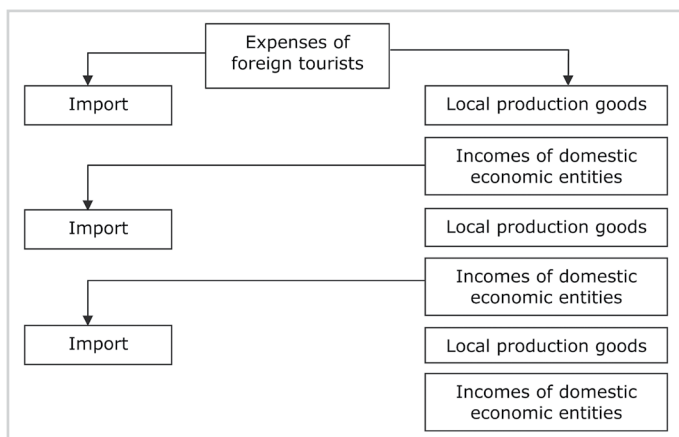 Expenses of
foreign tourists
Import
Local production goods
Incomes of domestic
economic entities
Import
Local production goods
Incomes of domestic
economic entities
Import
Local production goods
Incomes of domestic
economic entities